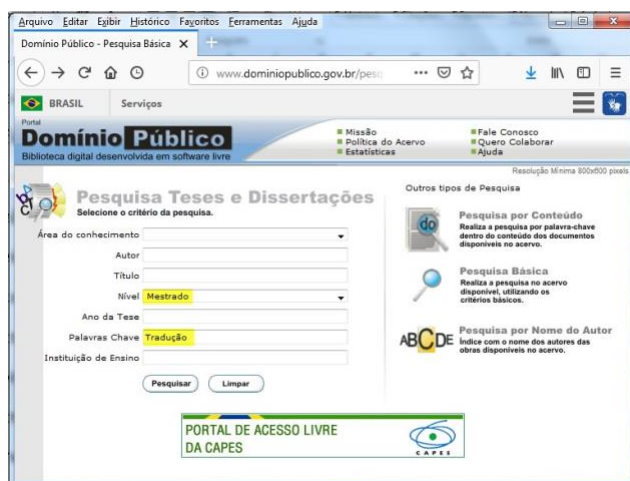 Arquivo Editar Exibir Histórico Favoritos Ferramentas Ajuda
Domínio Público - Pesquisa Básica
www.dominiopublico.gov.br/pesq
BRASIL Serviços
Portal
Domínio Público
Biblioteca digital desenvolvida em software livre
Missão
Política do Acervo
Estatísticas
Fale Conosco
Quero Colaborar
Ajuda
Resolução Mínima 800x600 pixels
Pesquisa Teses e Dissertações
Selecione o critério da pesquisa.
Área do conhecimento
Autor
Título
Nível Mestrado
Ano da Tese
Palavras Chave Tradução
Instituição de Ensino
Pesquisar Limpar
Outros tipos de Pesquisa
do
Pesquisa por Conteúdo
Realiza a pesquisa por palavra-chave
dentro do conteúdo dos documentos
disponíveis no acervo.
Pesquisa Básica
Realiza a pesquisa no acervo
disponível, utilizando os
critérios básicos.
ABCDE
Pesquisa por Nome do Autor
Índice com o nome dos autores das
obras disponíveis no acervo.
PORTAL DE ACESSO LIVRE
DA CAPES
CAPES